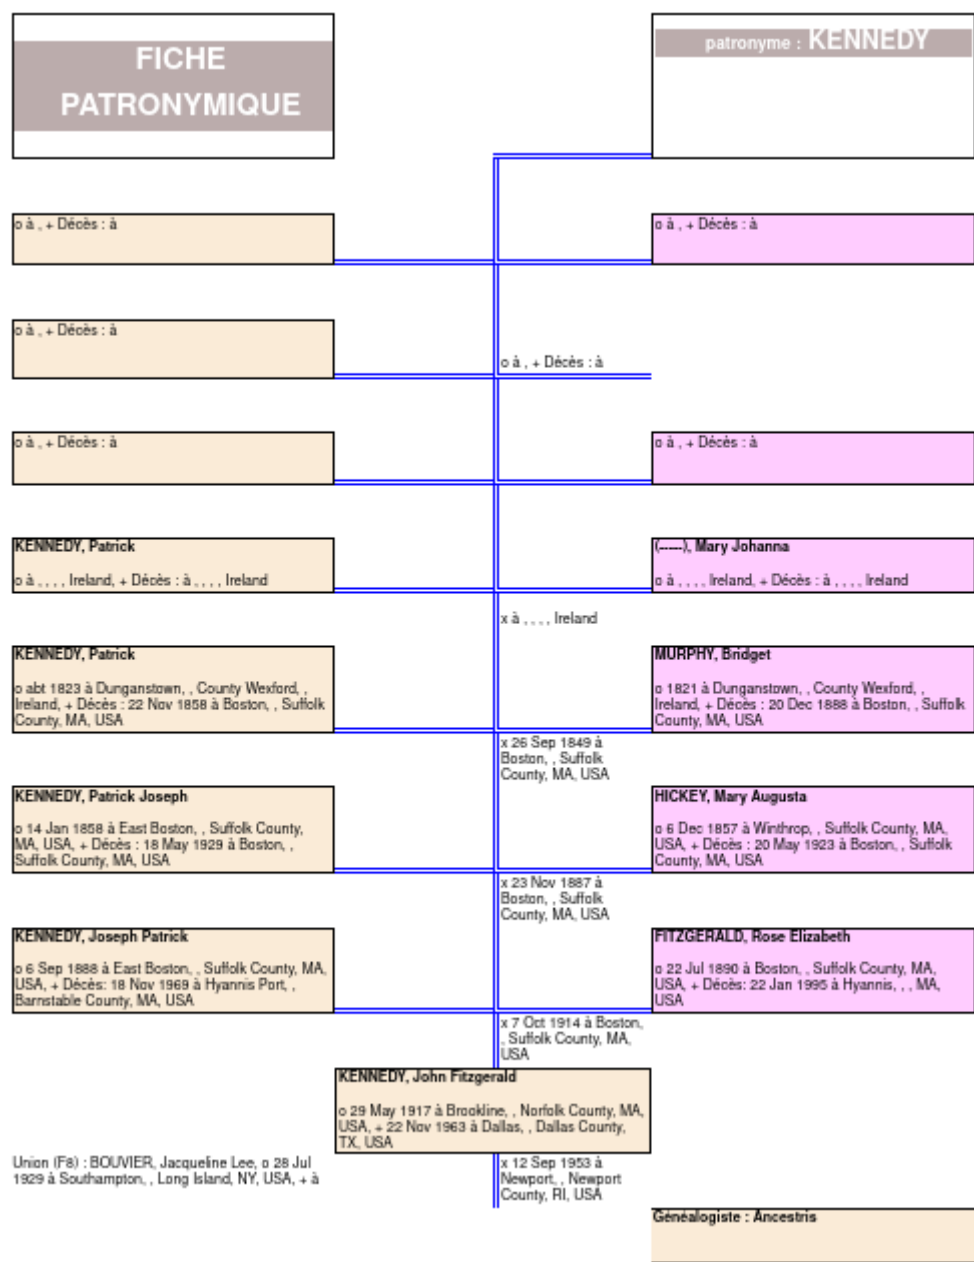 FICHE
PATRONYMIQUE
patronyme : KENNEDY
o à , + Décès : à
o à , + Décès : à
o à , + Décès : à
o à , + Décès : à
o à , + Décès : à
o à , + Décès : à
KENNEDY, Patrick
o à , , , , Ireland, + Décès : à , , , , Ireland
(-----), Mary Johanna
o à , , , , Ireland, + Décès : à , , , , Ireland
x à , , , , Ireland
KENNEDY, Patrick
o abt 1823 à Dunganstown, , County Wexford, ,
Ireland, + Décès : 22 Nov 1858 à Boston, , Suffolk
County, MA, USA
MURPHY, Bridget
o 1821 à Dunganstown, , County Wexford, ,
Ireland, + Décès : 20 Dec 1888 à Boston, , Suffolk
County, MA, USA
x 26 Sep 1849 à
Boston, , Suffolk
County, MA, USA
KENNEDY, Patrick Joseph
o 14 Jan 1858 à East Boston, , Suffolk County,
MA, USA, + Décès : 18 May 1929 à Boston, ,
Suffolk County, MA, USA
HICKEY, Mary Augusta
o 6 Dec 1857 à Winthrop, , Suffolk County, MA,
USA, + Décès : 20 May 1923 à Boston, , Suffolk
County, MA, USA
x 23 Nov 1887 à
Boston, , Suffolk
County, MA, USA
KENNEDY, Joseph Patrick
o 6 Sep 1888 à East Boston, , Suffolk County, MA,
USA, + Décès: 18 Nov 1969 à Hyannis Port, ,
Barnstable County, MA, USA
FITZGERALD, Rose Elizabeth
o 22 Jul 1890 à Boston, , Suffolk County, MA,
USA, + Décès: 22 Jan 1995 à Hyannis, , , MA,
USA
x 7 Oct 1914 à Boston,
, Suffolk County, MA,
USA
KENNEDY, John Fitzgerald
o 29 May 1917 à Brookline, , Norfolk County, MA,
USA, + 22 Nov 1963 à Dallas, , Dallas County,
TX, USA
Union (F8) : BOUVIER, Jacqueline Lee, o 28 Jul
1929 à Southampton, , Long Island, NY, USA, + à
x 12 Sep 1953 à
Newport, , Newport
County, RI, USA
Généalogiste : Ancestris